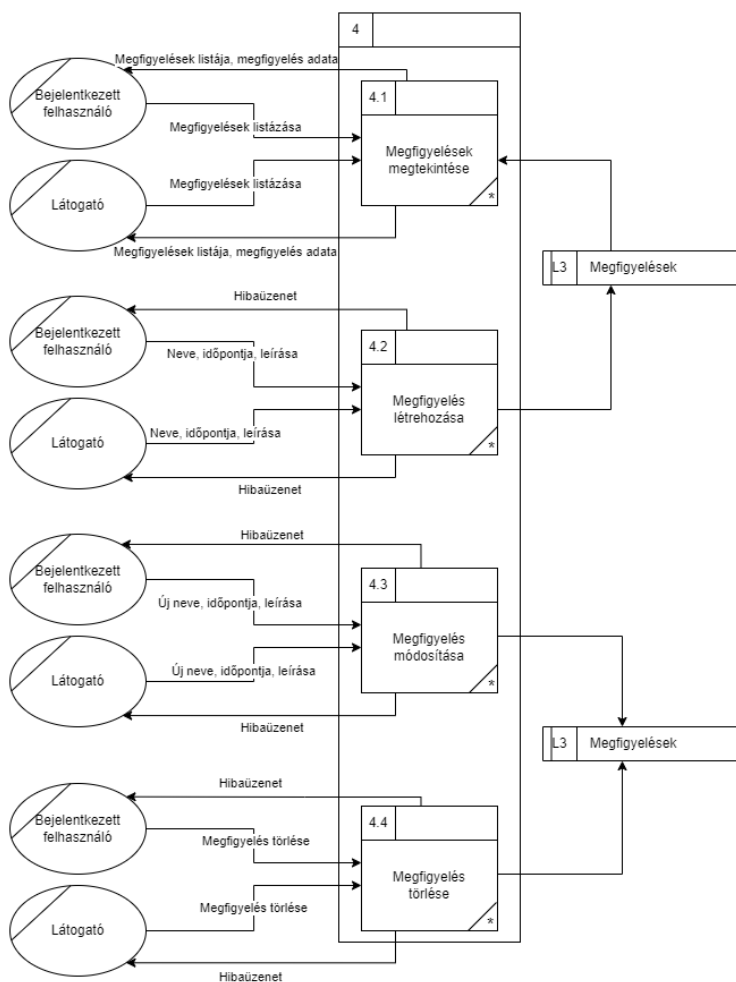 4
Megfigyelések listája, megfigyelés adata
Bejelentkezett
felhasználó
4.1
Megfigyelések listázása
Megfigyelések
megtekintése
Megfigyelések listázása
Látogató
*
Megfigyelések listája, megfigyelés adata
L3
Megfigyelések
Hibaüzenet
Bejelentkezett
felhasználó
4.2
Neve, időpontja, leírása
Megfigyelés
létrehozása
Neve, időpontja, leírása
Látogató
*
Hibaüzenet
Hibaüzenet
Bejelentkezett
felhasználó
4.3
Új neve, időpontja, leírása
Megfigyelés
módosítása
Új neve, időpontja, leírása
Látogató
*
Hibaüzenet
L3
Megfigyelések
Hibaüzenet
Bejelentkezett
felhasználó
4.4
Megfigyelés törlése
Megfigyelés
törlése
Megfigyelés törlése
Látogató
*
Hibaüzenet